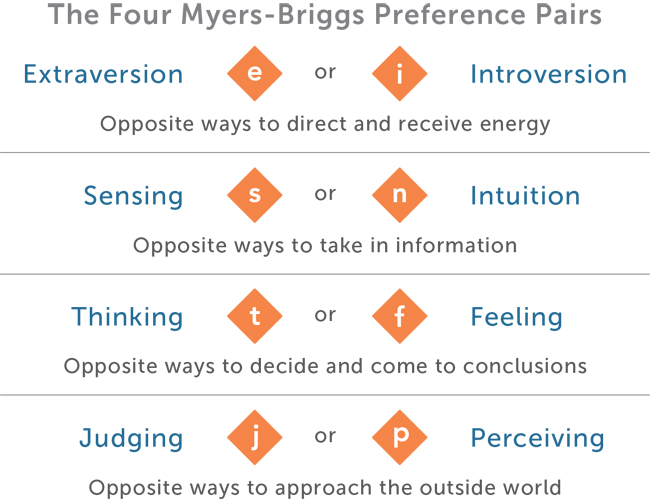 The Four Myers-Briggs Preference Pairs
Extraversion e or i Introversion
Opposite ways to direct and receive energy
Sensing s or n Intuition
Opposite ways to take in information
Thinking t or f Feeling
Opposite ways to decide and come to conclusions
Judging j or p Perceiving
Opposite ways to approach the outside world